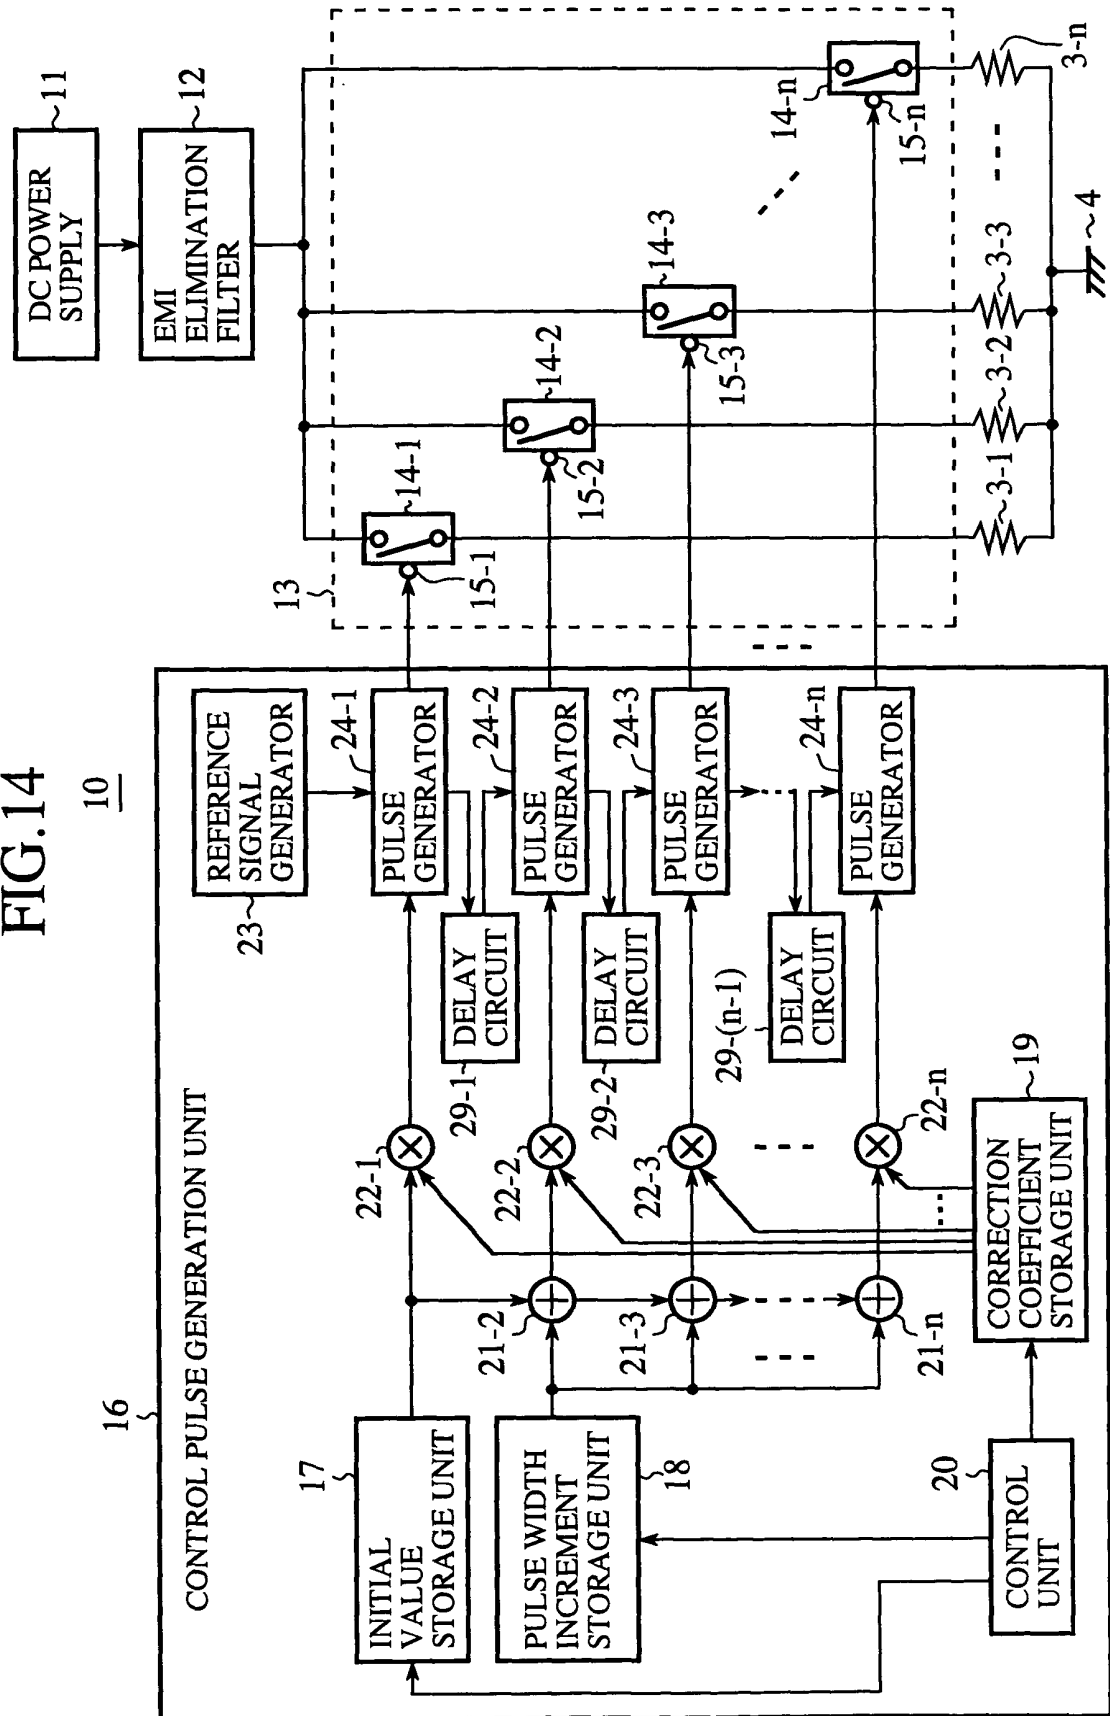 FIG.14
10
16
CONTROL PULSE GENERATION UNIT
17
INITIAL
VALUE
STORAGE UNIT
PULSE WIDTH
INCREMENT
STORAGE UNIT
18
20
CONTROL
UNIT
21-2
21-3
21-n
22-1
22-2
22-3
22-n
CORRECTION
COEFFICIENT
STORAGE UNIT
19
23
REFERENCE
SIGNAL
GENERATOR
24-1
PULSE
GENERATOR
29-1
DELAY
CIRCUIT
24-2
PULSE
GENERATOR
29-2
DELAY
CIRCUIT
24-3
PULSE
GENERATOR
29-(n-1)
DELAY
CIRCUIT
24-n
PULSE
GENERATOR
DC POWER
SUPPLY
11
EMI
ELIMINATION
FILTER
12
13
14-1
15-1
14-2
15-2
14-3
15-3
14-n
15-n
3-1
3-2
3-3
3-n
4